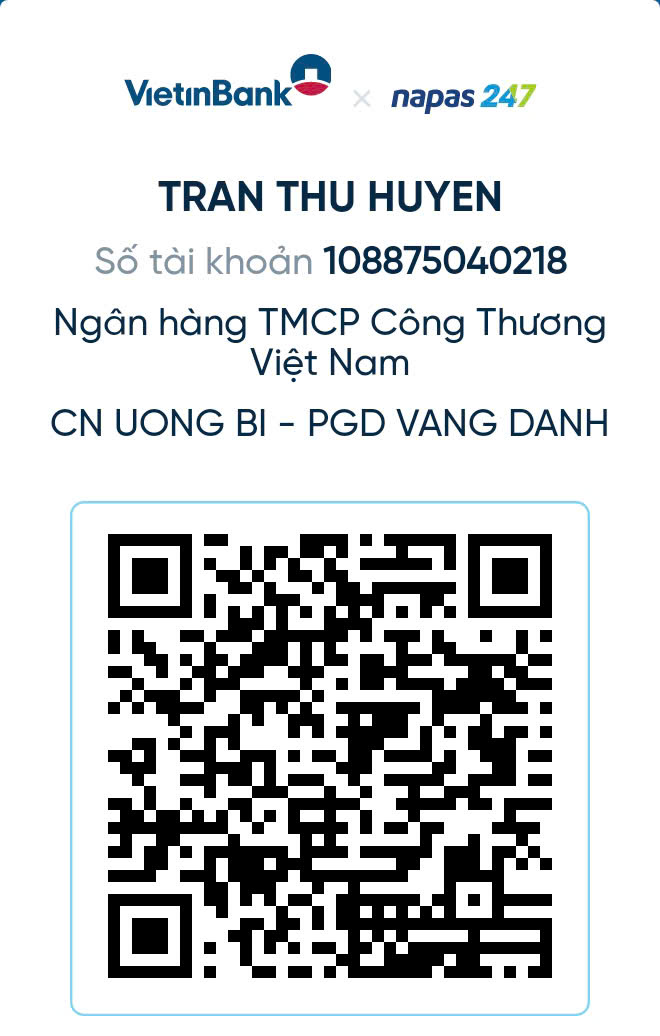 VietinBank × napas 247
TRAN THU HUYEN
Số tài khoản 108875040218
Ngân hàng TMCP Công Thương
Việt Nam
CN UONG BI - PGD VANG DANH